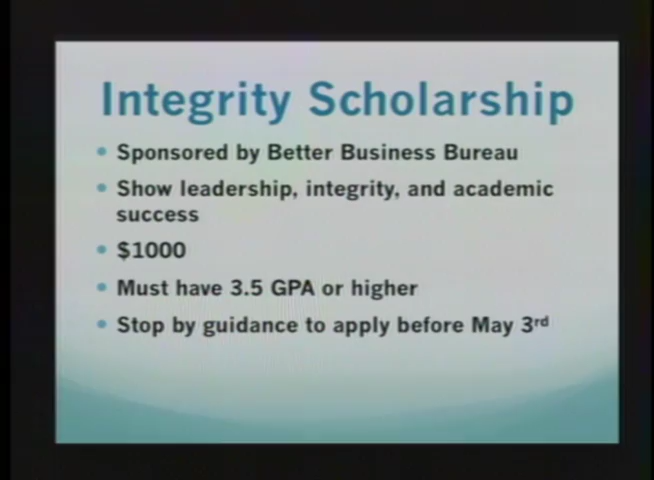 Integrity Scholarship
• Sponsored by Better Business Bureau
• Show leadership, integrity, and academic
success
• $1000
• Must have 3.5 GPA or higher
• Stop by guidance to apply before May 3rd